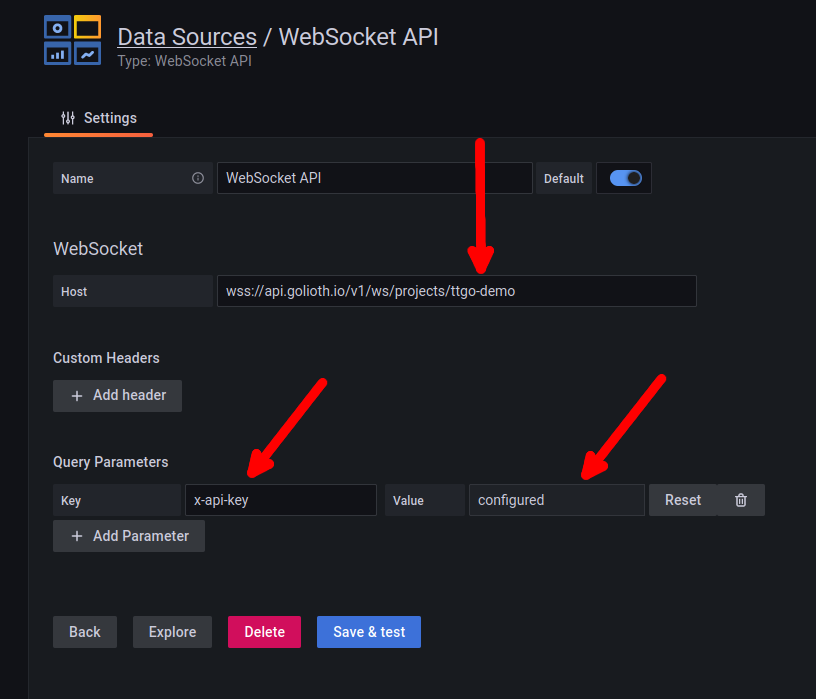 Data Sources / WebSocket API
Type: WebSocket API
Settings
Name WebSocket API Default
WebSocket
Host wss://api.golioth.io/v1/ws/projects/ttgo-demo
Custom Headers
+ Add header
Query Parameters
Key x-api-key Value configured Reset
+ Add Parameter
Back Explore Delete Save & test